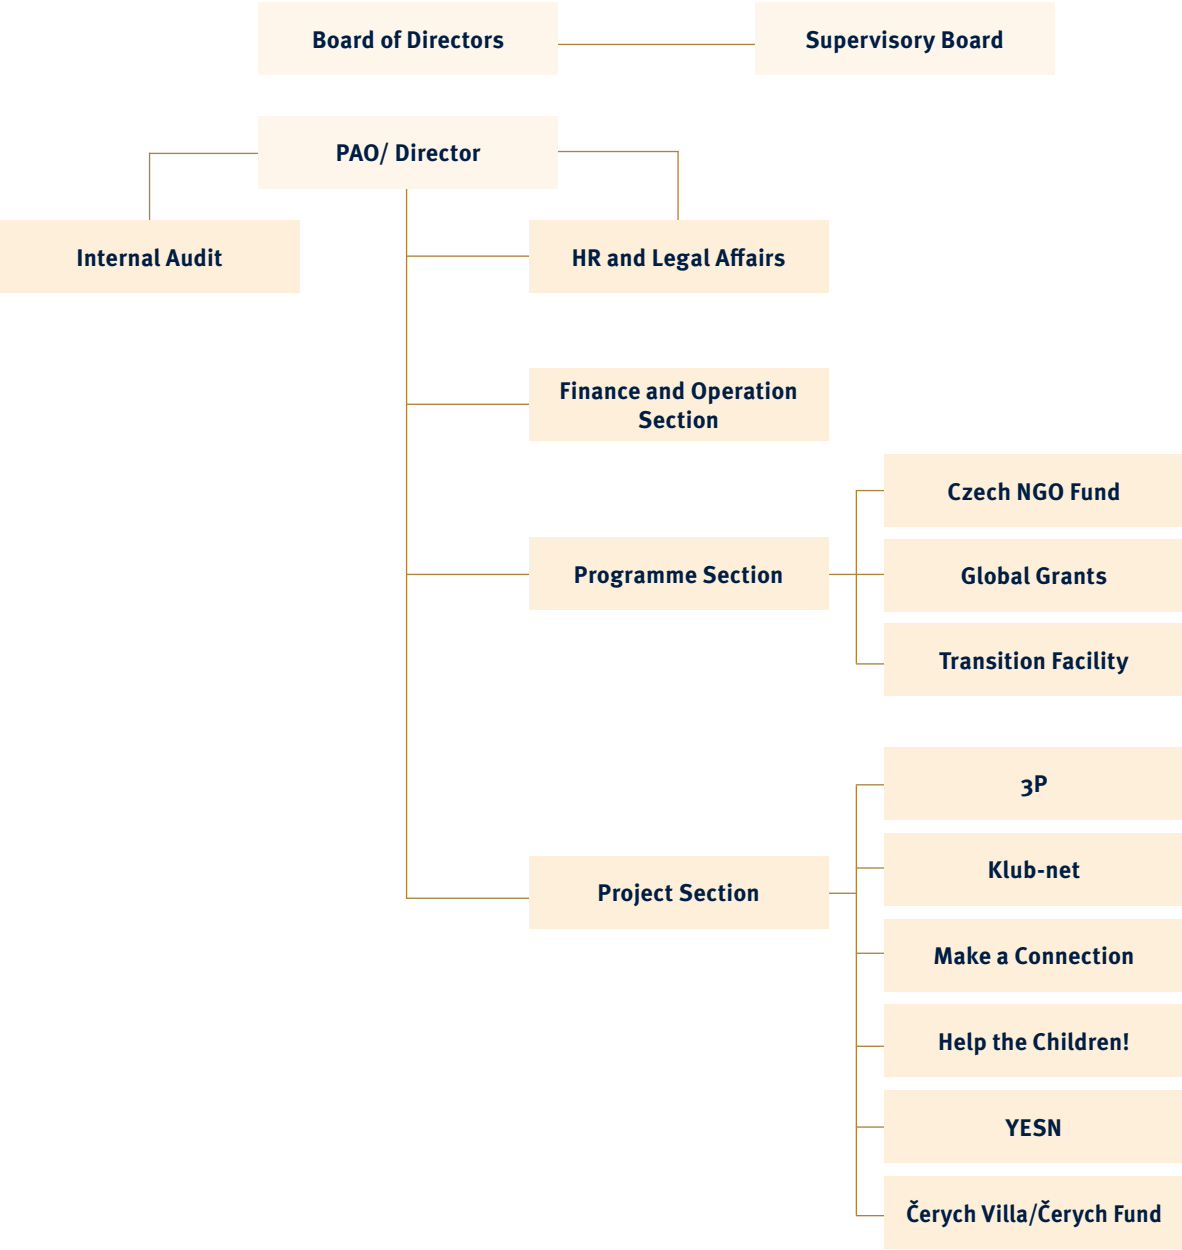 Board of Directors
Supervisory Board
PAO/ Director
Internal Audit
HR and Legal Affairs
Finance and Operation
Section
Czech NGO Fund
Programme Section
Global Grants
Transition Facility
3P
Klub-net
Project Section
Make a Connection
Help the Children!
YESN
Čerych Villa/Čerych Fund